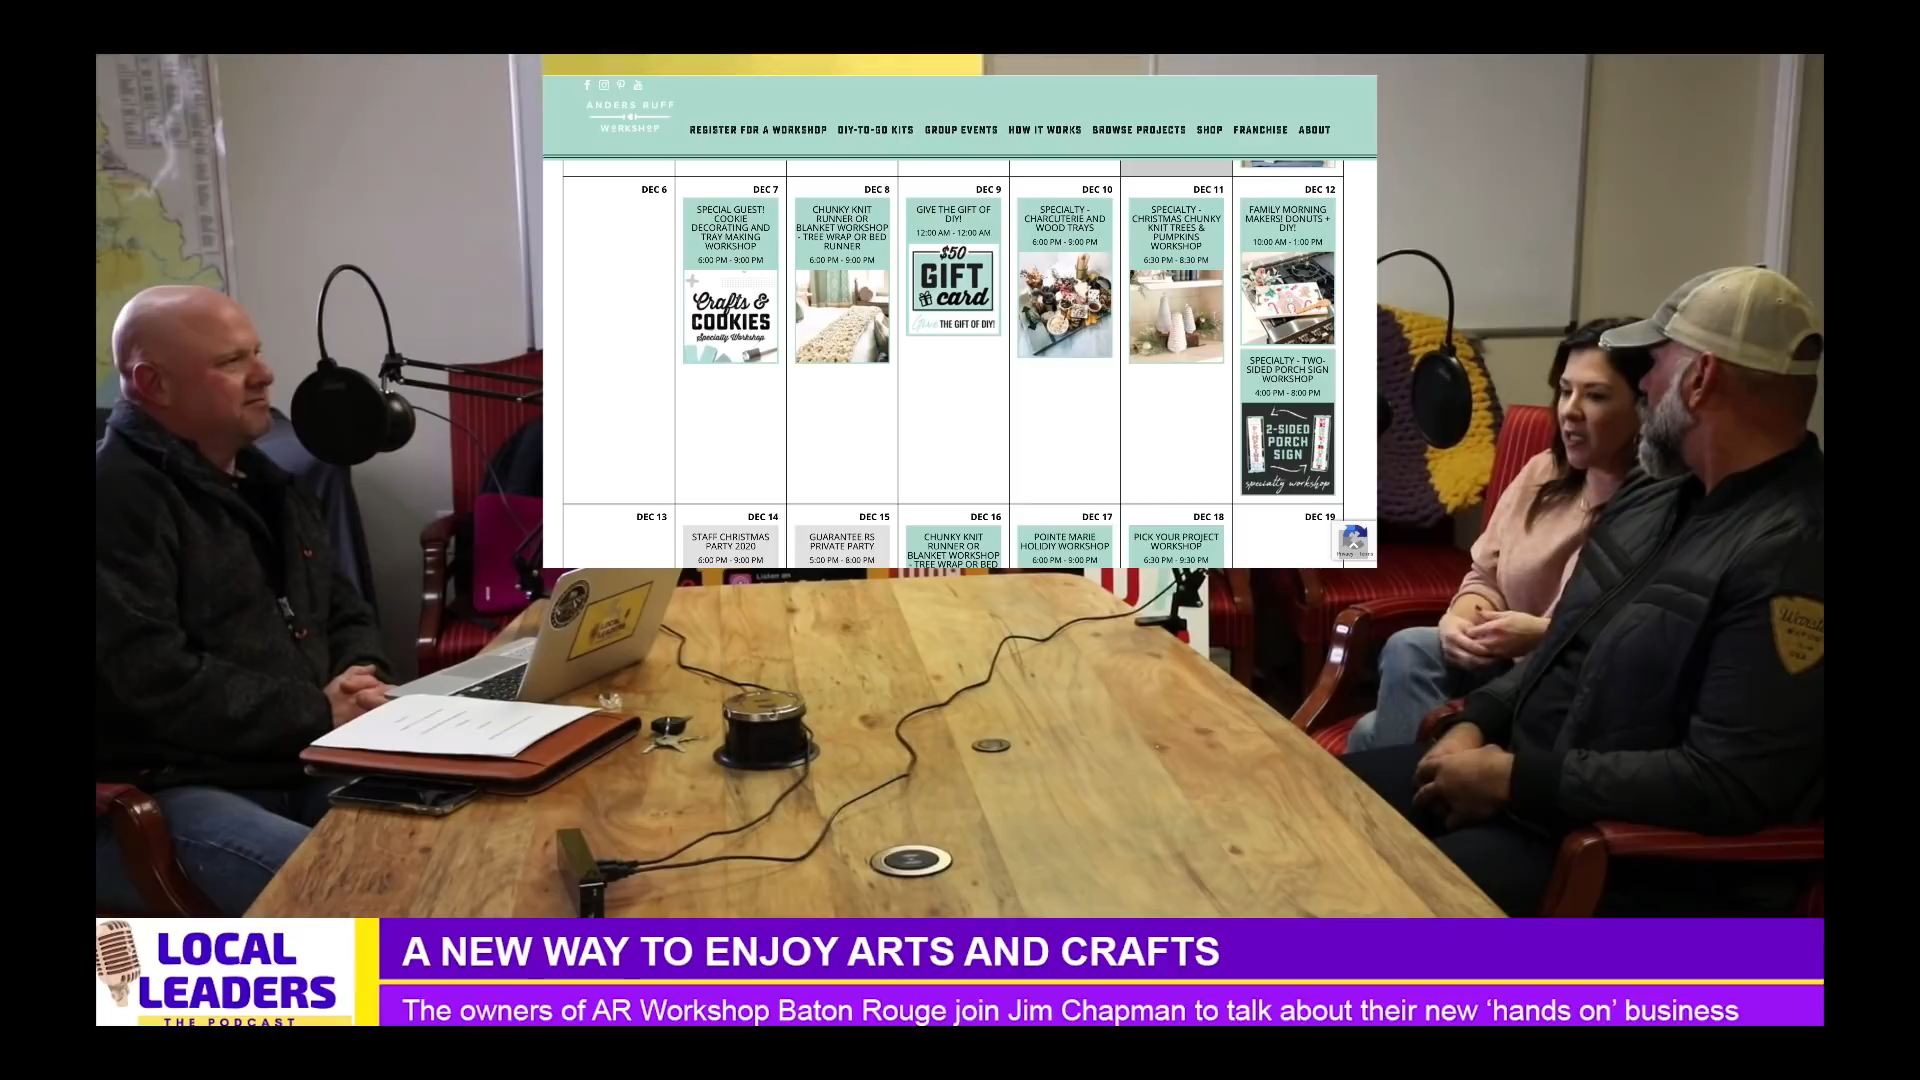 ANDERS RUFF
WORKSHOP
REGISTER FOR A WORKSHOP DIY-TO-GO KITS GROUP EVENTS HOW IT WORKS BROWSE PROJECTS SHOP FRANCHISE ABOUT
DEC 6
DEC 7
SPECIAL GUEST!
COOKIE
DECORATING AND
TRAY MAKING
WORKSHOP
6:00 PM - 9:00 PM
Crafts &
COOKIES
Specialty Workshop
DEC 8
CHUNKY KNIT
RUNNER OR
BLANKET WORKSHOP
- TREE WRAP OR BED
RUNNER
6:00 PM - 9:00 PM
DEC 9
GIVE THE GIFT OF
DIY!
12:00 AM - 12:00 AM
$50
GIFT
card
Give THE GIFT OF DIY!
DEC 10
SPECIALTY -
CHARCUTERIE AND
WOOD TRAYS
6:00 PM - 9:00 PM
DEC 11
SPECIALTY -
CHRISTMAS CHUNKY
KNIT TREES &
PUMPKINS
WORKSHOP
6:30 PM - 8:30 PM
DEC 12
FAMILY MORNING
MAKERS! DONUTS +
DIY!
10:00 AM - 1:00 PM
SPECIALTY - TWO-
SIDED PORCH SIGN
WORKSHOP
4:00 PM - 8:00 PM
2-SIDED
PORCH
SIGN
specialty workshop
DEC 13
DEC 14
STAFF CHRISTMAS
PARTY 2020
6:00 PM - 9:00 PM
DEC 15
GUARANTEE RS
PRIVATE PARTY
5:00 PM - 8:00 PM
DEC 16
CHUNKY KNIT
RUNNER OR
BLANKET WORKSHOP
- TREE WRAP OR BED
DEC 17
POINTE MARIE
HOLIDIY WORKSHOP
6:00 PM - 9:00 PM
DEC 18
PICK YOUR PROJECT
WORKSHOP
6:30 PM - 9:30 PM
DEC 19
Privacy - Terms
Listen on
LOCAL
LEADERS
LOCAL
LEADERS
THE PODCAST
A NEW WAY TO ENJOY ARTS AND CRAFTS
The owners of AR Workshop Baton Rouge join Jim Chapman to talk about their new ‘hands on’ business